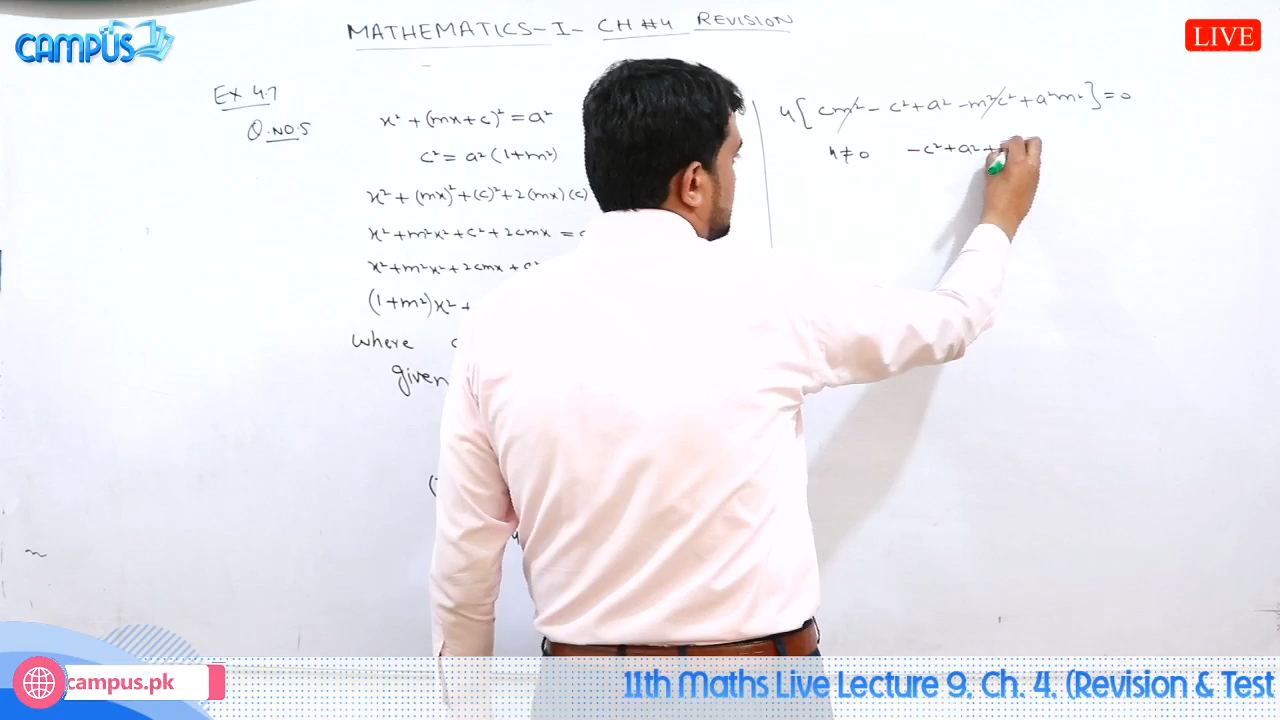 CAMPUS
LIVE
MATHEMATICS-I- CH #4 REVISION
Ex 4.7
Q.NO.5
x² + (mx+c)² = a²
c² = a²(1+m²)
x² + (mx)² + (c)² + 2(mx)(c)
x² + m²x² + c² + 2cmx =
x² + m²x² + 2cmx +
(1+m²)x² +
where
given
4[ cm² - c² + a² - m²c² + a²m² ] = 0
4 ≠ 0 -c² + a² +
campus.pk
11th Maths Live Lecture 9, Ch. 4, (Revision & Test